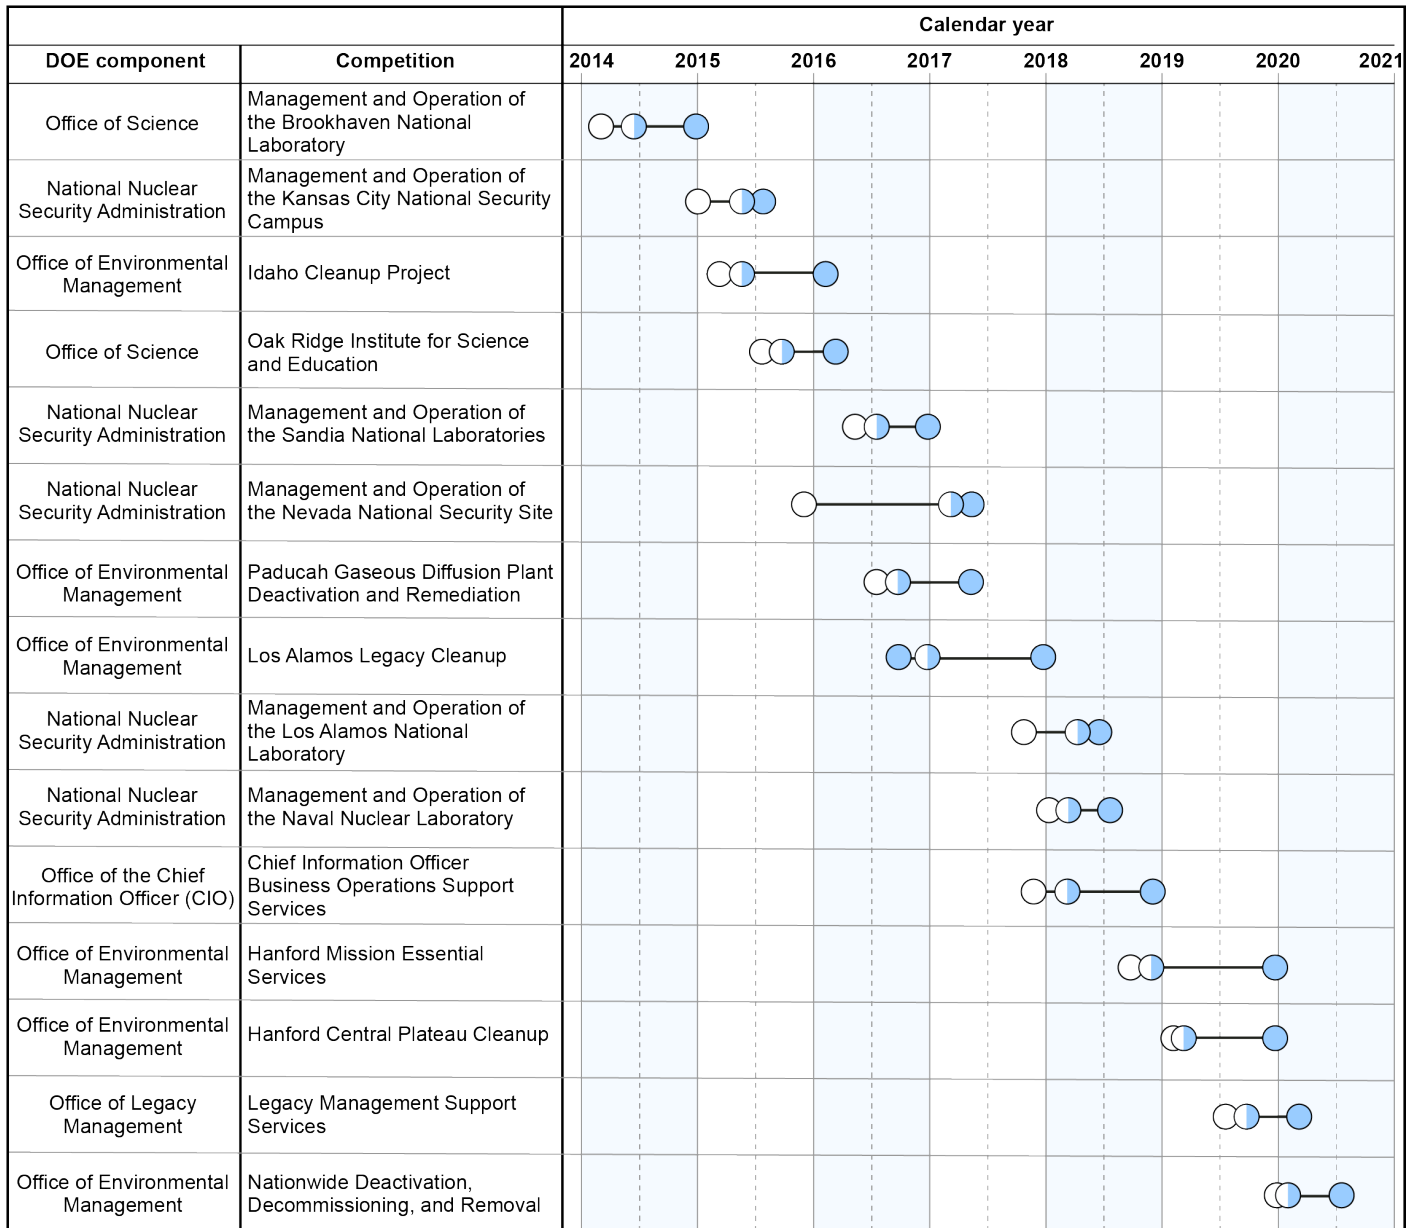 Calendar year
DOE component
Competition
2014
2015
2016
2017
2018
2019
2020
2021
Office of Science
Management and Operation of
the Brookhaven National
Laboratory
National Nuclear
Security Administration
Management and Operation of
the Kansas City National Security
Campus
Office of Environmental
Management
Idaho Cleanup Project
Office of Science
Oak Ridge Institute for Science
and Education
National Nuclear
Security Administration
Management and Operation of
the Sandia National Laboratories
National Nuclear
Security Administration
Management and Operation of
the Nevada National Security Site
Office of Environmental
Management
Paducah Gaseous Diffusion Plant
Deactivation and Remediation
Office of Environmental
Management
Los Alamos Legacy Cleanup
National Nuclear
Security Administration
Management and Operation of
the Los Alamos National
Laboratory
National Nuclear
Security Administration
Management and Operation of
the Naval Nuclear Laboratory
Office of the Chief
Information Officer (CIO)
Chief Information Officer
Business Operations Support
Services
Office of Environmental
Management
Hanford Mission Essential
Services
Office of Environmental
Management
Hanford Central Plateau Cleanup
Office of Legacy
Management
Legacy Management Support
Services
Office of Environmental
Management
Nationwide Deactivation,
Decommissioning, and Removal